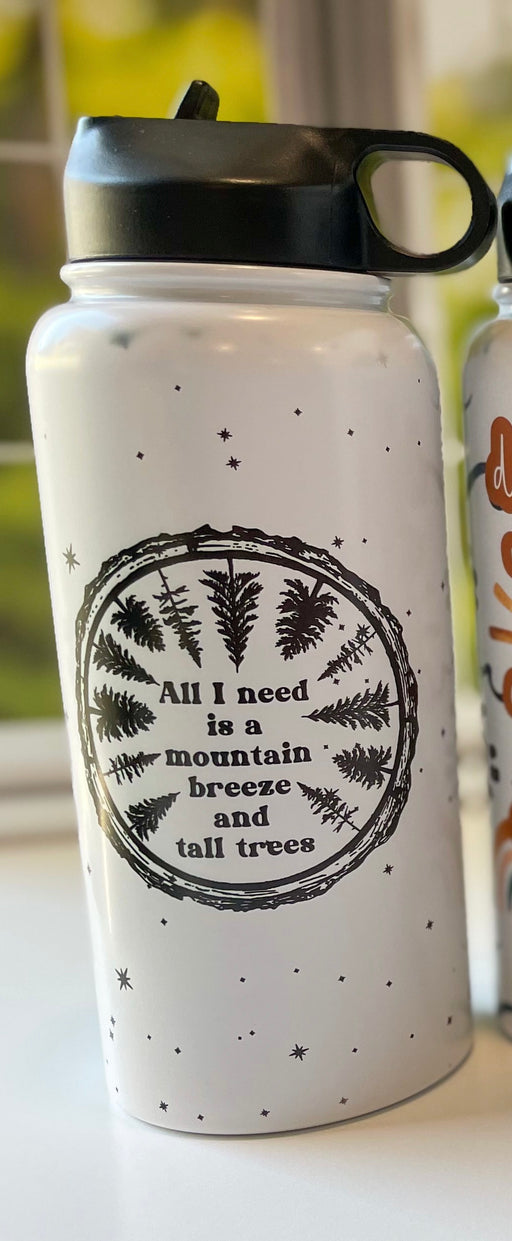 All I need
is a
mountain
breeze
and
tall trees